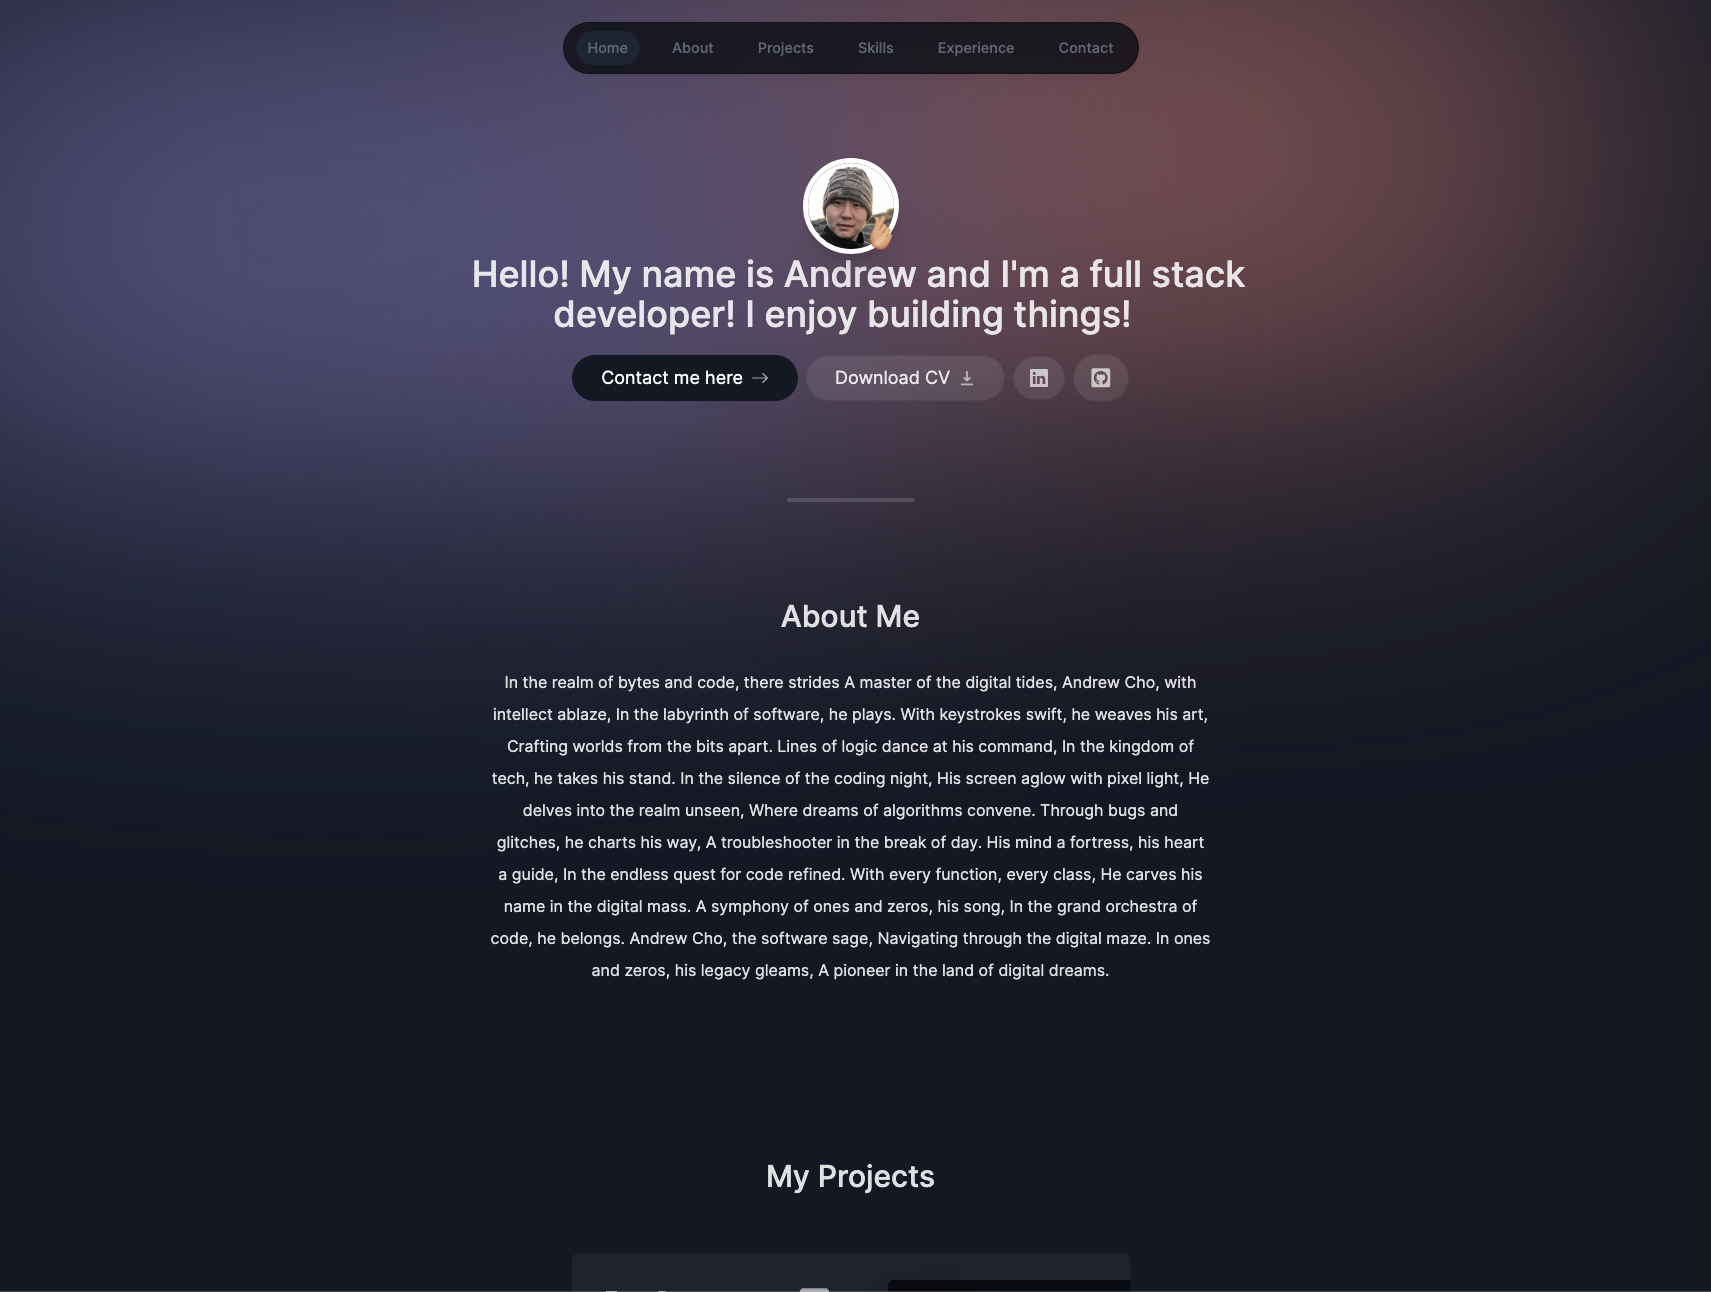 Home About Projects Skills Experience Contact
Hello! My name is Andrew and I'm a full stack
developer! I enjoy building things!
Contact me here Download CV in
About Me
In the realm of bytes and code, there strides A master of the digital tides, Andrew Cho, with
intellect ablaze, In the labyrinth of software, he plays. With keystrokes swift, he weaves his art,
Crafting worlds from the bits apart. Lines of logic dance at his command, In the kingdom of
tech, he takes his stand. In the silence of the coding night, His screen aglow with pixel light, He
delves into the realm unseen, Where dreams of algorithms convene. Through bugs and
glitches, he charts his way, A troubleshooter in the break of day. His mind a fortress, his heart
a guide, In the endless quest for code refined. With every function, every class, He carves his
name in the digital mass. A symphony of ones and zeros, his song, In the grand orchestra of
code, he belongs. Andrew Cho, the software sage, Navigating through the digital maze. In ones
and zeros, his legacy gleams, A pioneer in the land of digital dreams.
My Projects